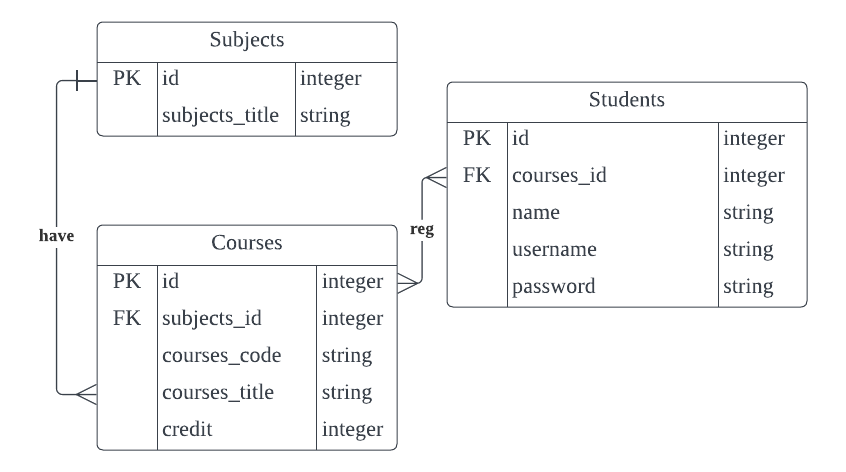 Subjects
PK id integer
subjects_title string
have
Courses
PK id integer
FK subjects_id integer
courses_code string
courses_title string
credit integer
reg
Students
PK id integer
FK courses_id integer
name string
username string
password string